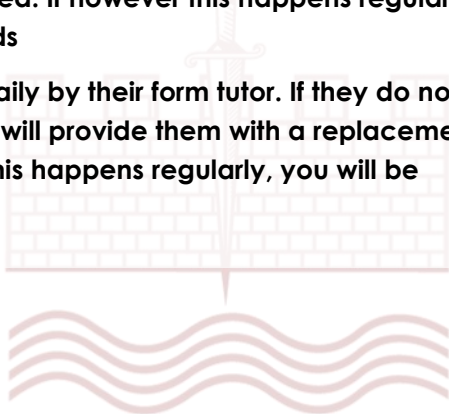 ed. If however this happens regular
ds
aily by their form tutor. If they do no
will provide them with a replaceme
his happens regularly, you will be